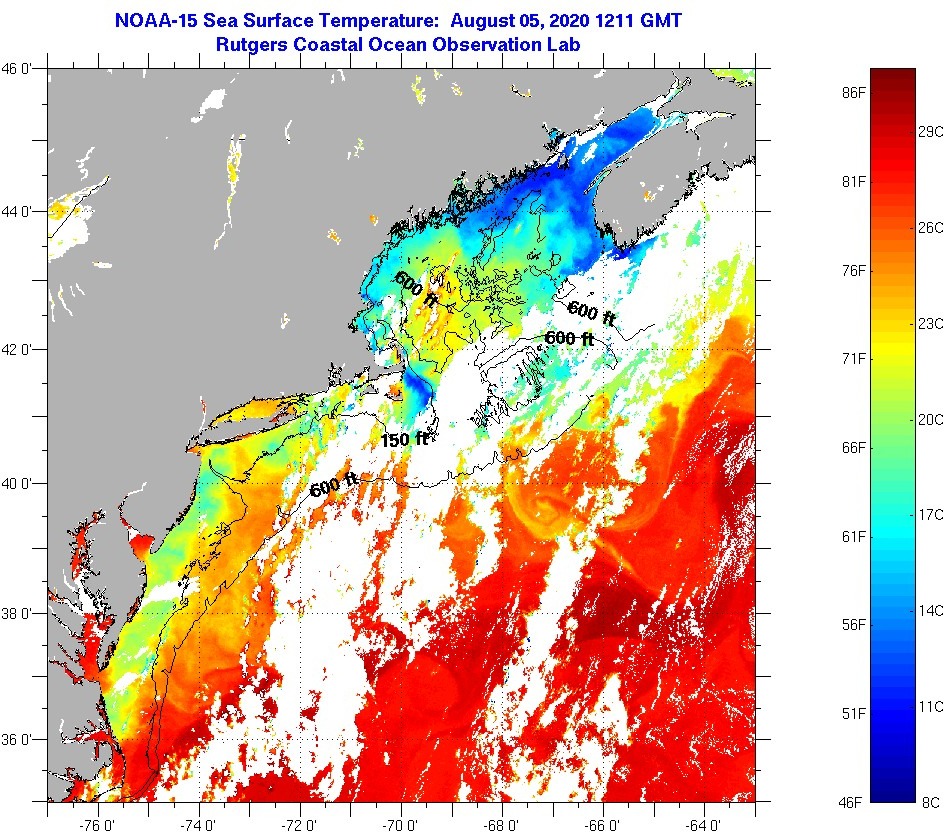 NOAA-15 Sea Surface Temperature: August 05, 2020 1211 GMT
Rutgers Coastal Ocean Observation Lab
46 0'
44 0'
42 0'
40 0'
38 0'
36 0'
-76 0'
-74 0'
-72 0'
-70 0'
-68 0'
-66 0'
-64 0'
600 ft
600 ft
600 ft
150 ft
600 ft
86F
81F
76F
71F
66F
61F
56F
51F
46F
29C
26C
23C
20C
17C
14C
11C
8C